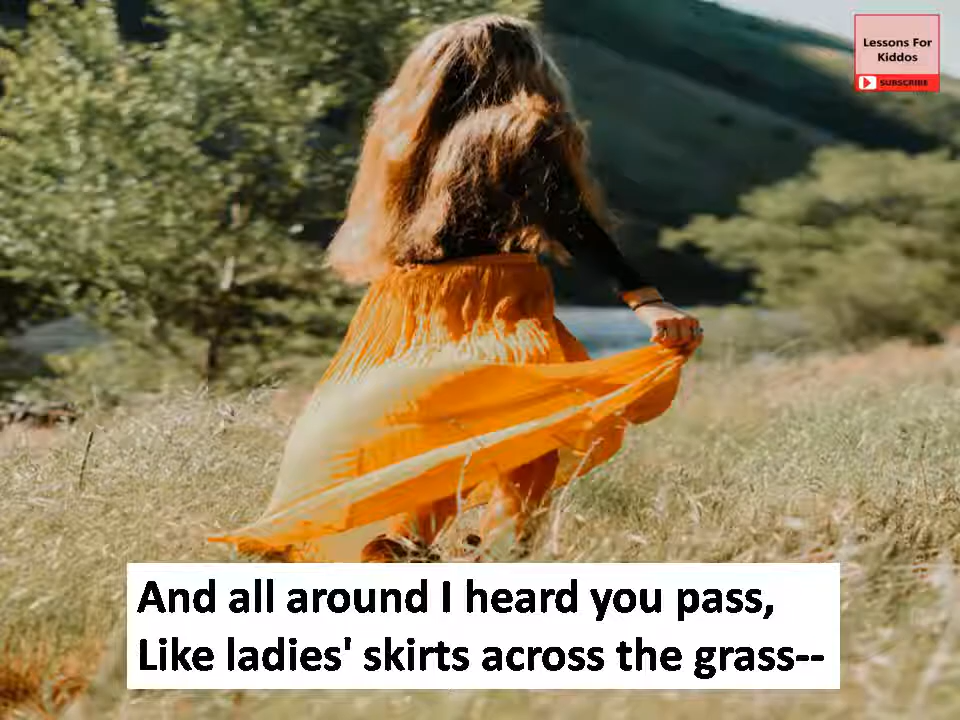 Lessons For
Kiddos
SUBSCRIBE
And all around I heard you pass,
Like ladies' skirts across the grass--